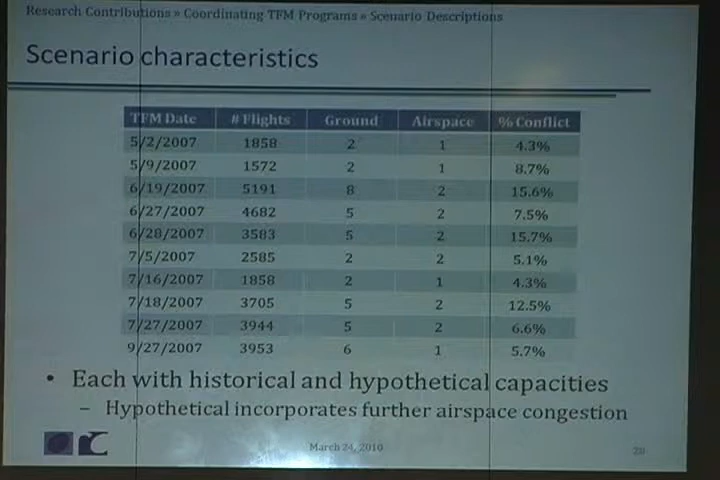 Research Contributions » Coordinating TFM Programs » Scenario Descriptions
Scenario characteristics
TFM Date # Flights Ground Airspace % Conflict
5/2/2007 1858 2 1 4.3%
5/9/2007 1572 2 1 8.7%
6/19/2007 5191 8 2 15.6%
6/27/2007 4682 5 2 7.5%
6/28/2007 3583 5 2 15.7%
7/5/2007 2585 2 2 5.1%
7/16/2007 1858 2 1 4.3%
7/18/2007 3705 5 2 12.5%
7/27/2007 3944 5 2 6.6%
9/27/2007 3953 6 1 5.7%
• Each with historical and hypothetical capacities
– Hypothetical incorporates further airspace congestion
March 24, 2010